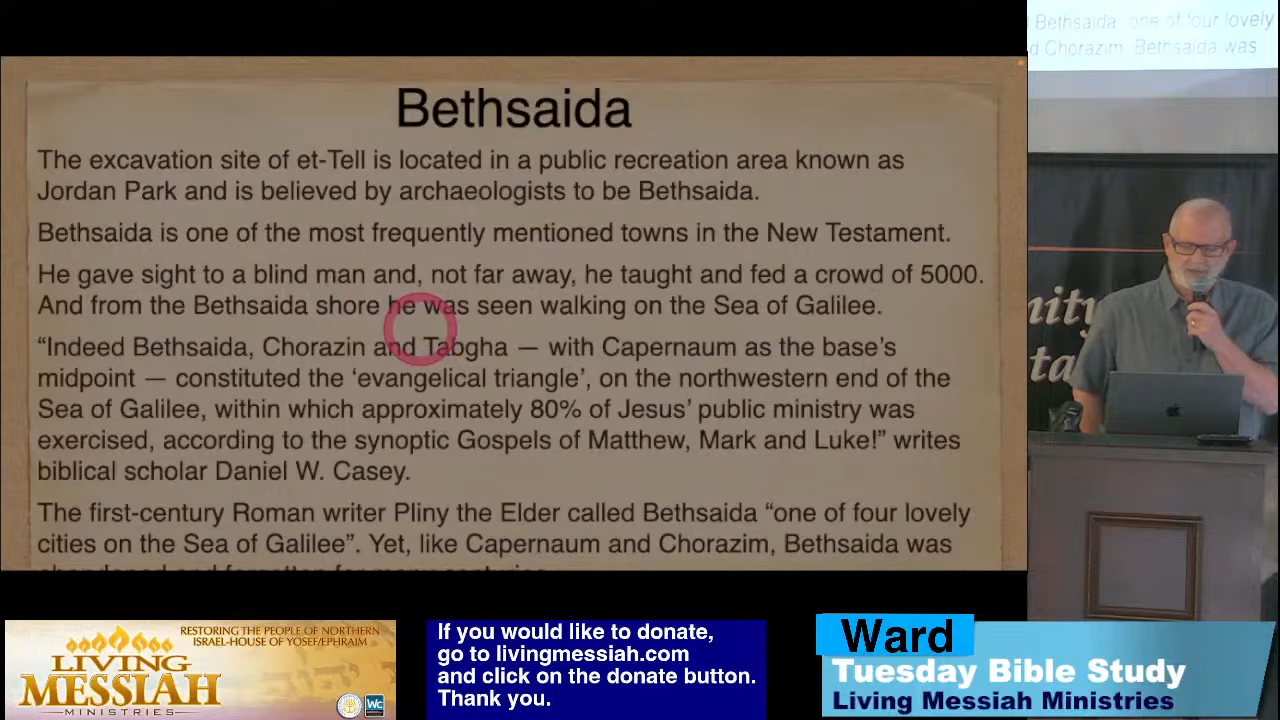 Bethsaida
The excavation site of et-Tell is located in a public recreation area known as
Jordan Park and is believed by archaeologists to be Bethsaida.
Bethsaida is one of the most frequently mentioned towns in the New Testament.
He gave sight to a blind man and, not far away, he taught and fed a crowd of 5000.
And from the Bethsaida shore he was seen walking on the Sea of Galilee.
“Indeed Bethsaida, Chorazin and Tabgha — with Capernaum as the base’s
midpoint — constituted the ‘evangelical triangle’, on the northwestern end of the
Sea of Galilee, within which approximately 80% of Jesus’ public ministry was
exercised, according to the synoptic Gospels of Matthew, Mark and Luke!” writes
biblical scholar Daniel W. Casey.
The first-century Roman writer Pliny the Elder called Bethsaida “one of four lovely
cities on the Sea of Galilee”. Yet, like Capernaum and Chorazim, Bethsaida was
abandoned and forgotten for many centuries
Bethsaida “one of four lovely
d Chorazim, Bethsaida was
nity
ta
RESTORING THE PEOPLE OF NORTHERN
ISRAEL-HOUSE OF YOSEF/EPHRAIM
LIVING
MESSIAH
MINISTRIES
WC
If you would like to donate,
go to livingmessiah.com
and click on the donate button.
Thank you.
Ward
Tuesday Bible Study
Living Messiah Ministries